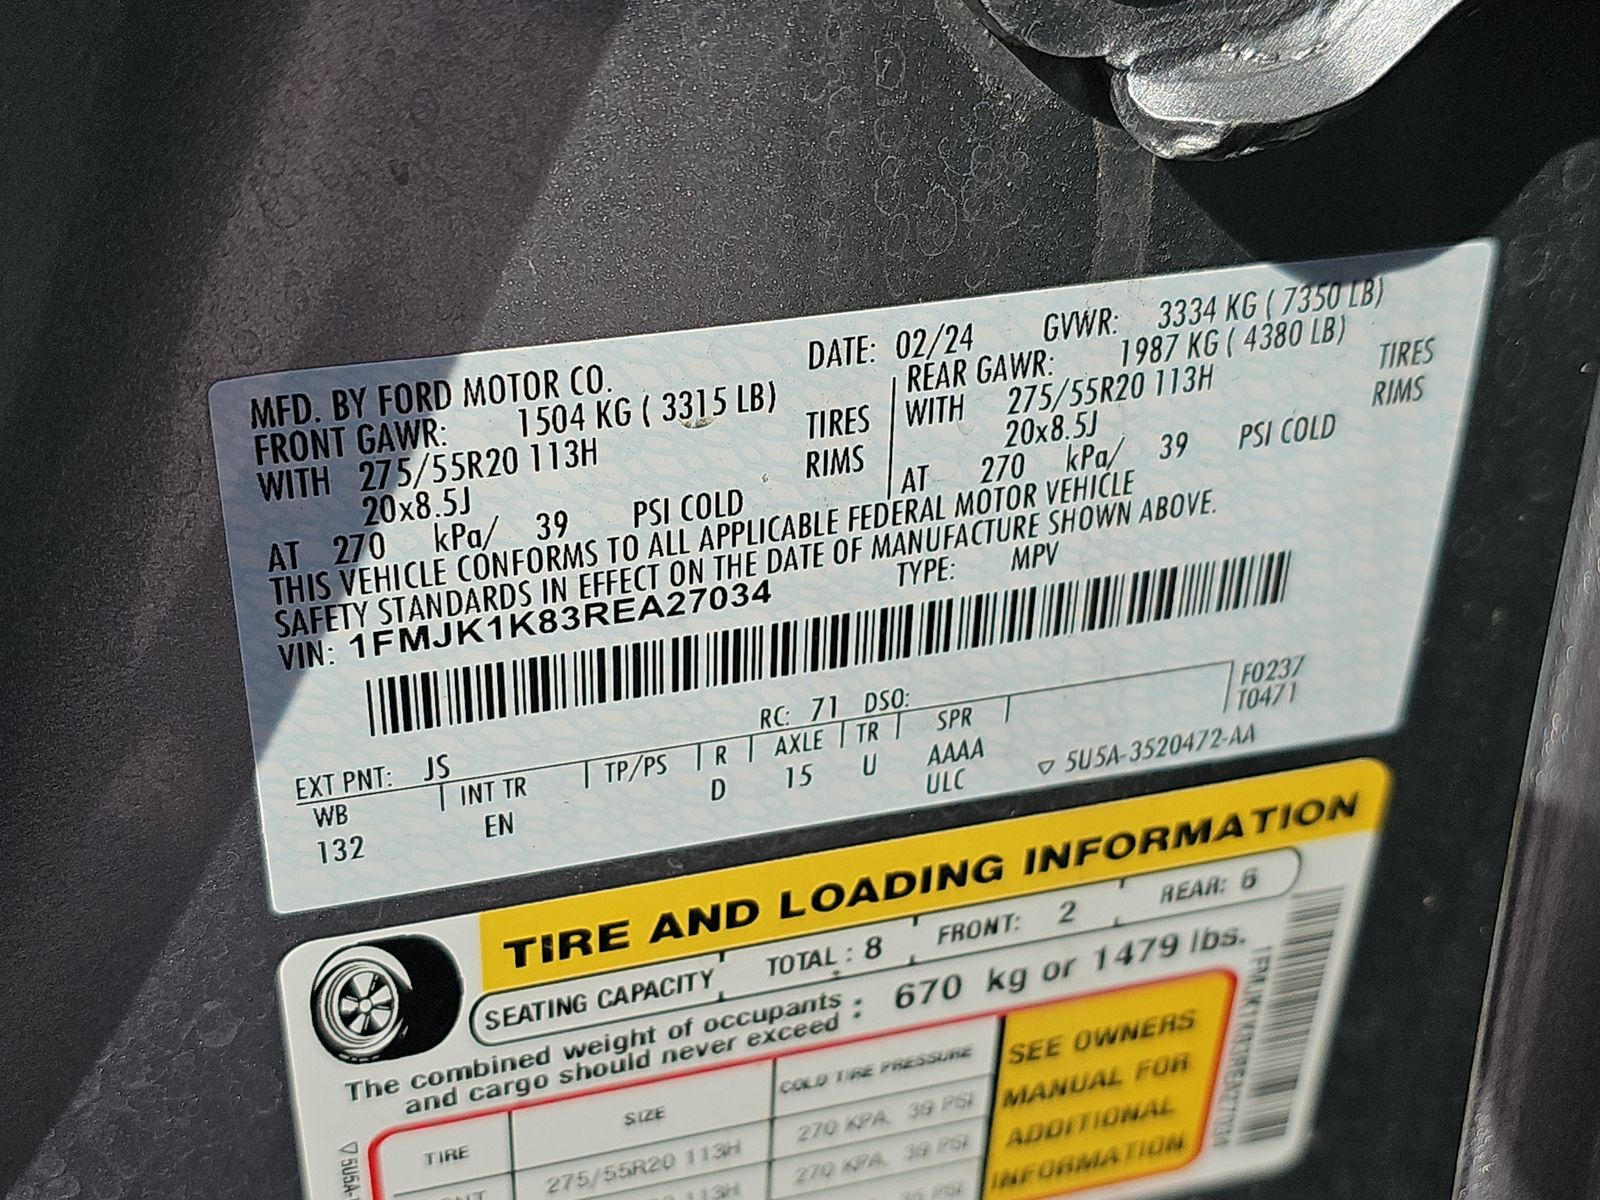 MFD. BY FORD MOTOR CO. DATE: 02/24 GVWR: 3334 KG ( 7350 LB)
FRONT GAWR: 1504 KG ( 3315 LB) REAR GAWR: 1987 KG ( 4380 LB)
WITH 275/55R20 113H TIRES WITH 275/55R20 113H TIRES
20x8.5J RIMS 20x8.5J RIMS
AT 270 kPa/ 39 PSI COLD AT 270 kPa/ 39 PSI COLD
THIS VEHICLE CONFORMS TO ALL APPLICABLE FEDERAL MOTOR VEHICLE
SAFETY STANDARDS IN EFFECT ON THE DATE OF MANUFACTURE SHOWN ABOVE.
VIN: 1FMJK1K83REA27034 TYPE: MPV
F0237
EXT PNT: JS RC: 71 DSO: T0471
WB INT TR TP/PS R AXLE TR SPR
132 EN D 15 U AAAA
ULC
5U5A-3520472-AA
TIRE AND LOADING INFORMATION
SEATING CAPACITY TOTAL : 8 FRONT: 2 REAR: 6
The combined weight of occupants
and cargo should never exceed : 670 kg or 1479 lbs.
TIRE SIZE COLD TIRE PRESSURE
275/55R20 113H 270 KPA, 39 PSI
113H 270 KPA, 39 PSI
SEE OWNERS
MANUAL FOR
ADDITIONAL
INFORMATION
1FMJK1K83REA27034
5U5A-